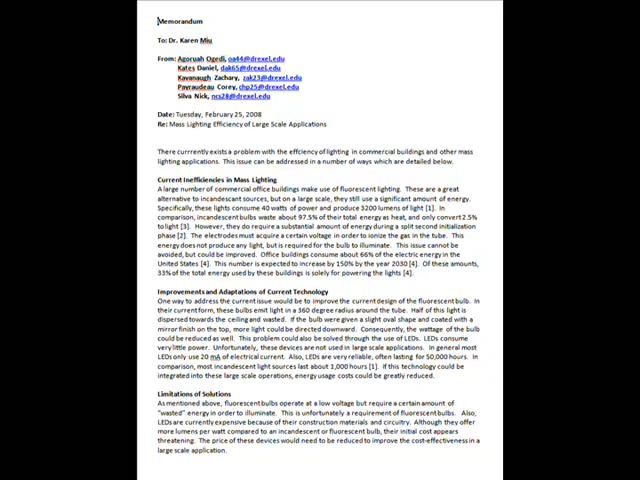 Memorandum
To: Dr. Karen Miu
From: Agoruah Ogedi, oa44@drexel.edu
Kates Daniel, dak65@drexel.edu
Kavanaugh Zachary, zak23@drexel.edu
Payraudeau Corey, chp25@drexel.edu
Silva Nick, ncs28@drexel.edu
Date: Tuesday, February 25, 2008
Re: Mass Lighting Efficiency of Large Scale Applications
There currrently exists a problem with the effciency of lighting in commercial buildings and other mass
lighting applications. This issue can be addressed in a number of ways which are detailed below.
Current Inefficiencies in Mass Lighting
A large number of commercial office buildings make use of fluorescent lighting. These are a great
alternative to incandescant sources, but on a large scale, they still use a significant amount of energy.
Specifically, these lights consume 40 watts of power and produce 3200 lumens of light [1]. In
comparison, incandescent bulbs waste about 97.5% of their total energy as heat, and only convert 2.5%
to light [3]. However, they do require a substantial amount of energy during a split second initialization
phase [2]. The electrodes must acquire a certain voltage in order to ionize the gas in the tube. This
energy does not produce any light, but is required for the bulb to illuminate. This issue cannot be
avoided, but could be improved. Office buildings consume about 66% of the electric energy in the
United States [4]. This number is expected to increase by 150% by the year 2030 [4]. Of these amounts,
33% of the total energy used by these buildings is solely for powering the lights [4].
Improvements and Adaptations of Current Technology
One way to address the current issue would be to improve the current design of the fluorescent bulb. In
their current form, these bulbs emit light in a 360 degree radius around the tube. Half of this light is
dispersed towards the ceiling and wasted. If the bulb were given a slight oval shape and coated with a
mirror finish on the top, more light could be directed downward. Consequently, the wattage of the bulb
could be reduced as well. This problem could also be solved through the use of LEDs. LEDs consume
very little power. Unfortunately, these devices are not used in large scale applications. In general most
LEDs only use 20 mA of electrical current. Also, LEDs are very reliable, often lasting for 50,000 hours. In
comparison, most incandescent light sources last about 1,000 hours [1]. If this technology could be
integrated into these large scale operations, energy usage costs could be greatly reduced.
Limitations of Solutions
As mentioned above, fluorescent bulbs operate at a low voltage but require a certain amount of
"wasted" energy in order to illuminate. This is unfortunately a requirement of fluorescent bulbs. Also,
LEDs are currently expensive because of their construction materials and circuitry. Although they offer
more lumens per watt compared to an incandescent or fluorescent bulb, their initial cost appears
threatening. The price of these devices would need to be reduced to improve the cost-effectiveness in a
large scale application.